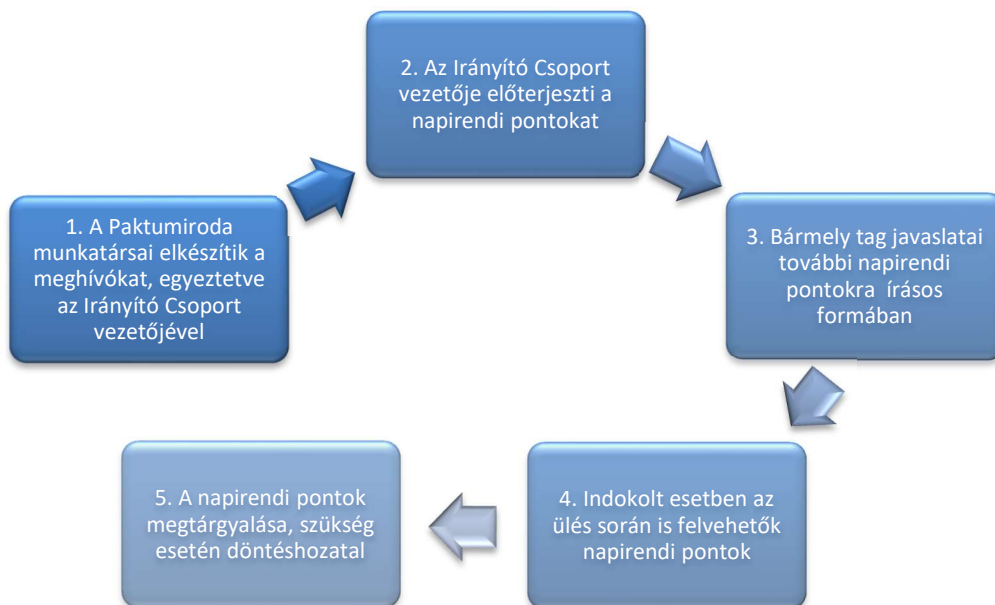 1. A Paktumiroda
munkatársai elkészítik a
meghívókat, egyeztetve
az Irányító Csoport
vezetőjével
2. Az Irányító Csoport
vezetője előterjeszti a
napirendi pontokat
3. Bármely tag javaslatai
további napirendi
pontokra írásos
formában
4. Indokolt esetben az
ülés során is felvehetők
napirendi pontok
5. A napirendi pontok
megtárgyalása, szükség
esetén döntéshozatal